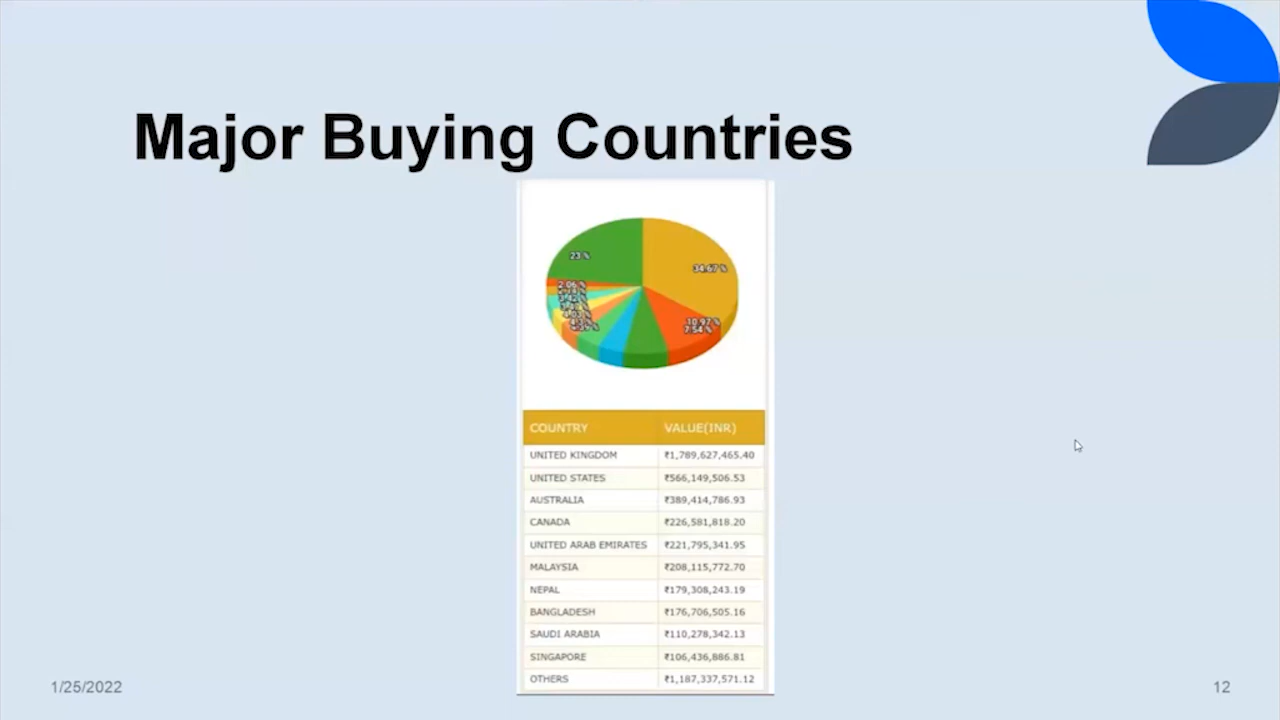 Major Buying Countries
23 %
34.67 %
2.06 %
10.97 %
7.54 %
COUNTRY VALUE(INR)
UNITED KINGDOM ₹1,789,627,465.40
UNITED STATES ₹566,149,506.53
AUSTRALIA ₹389,414,786.93
CANADA ₹226,581,818.20
UNITED ARAB EMIRATES ₹221,795,341.95
MALAYSIA ₹208,115,772.70
NEPAL ₹179,308,243.19
BANGLADESH ₹176,706,505.16
SAUDI ARABIA ₹110,278,342.13
SINGAPORE ₹106,436,886.81
OTHERS ₹1,187,337,571.12
1/25/2022
12